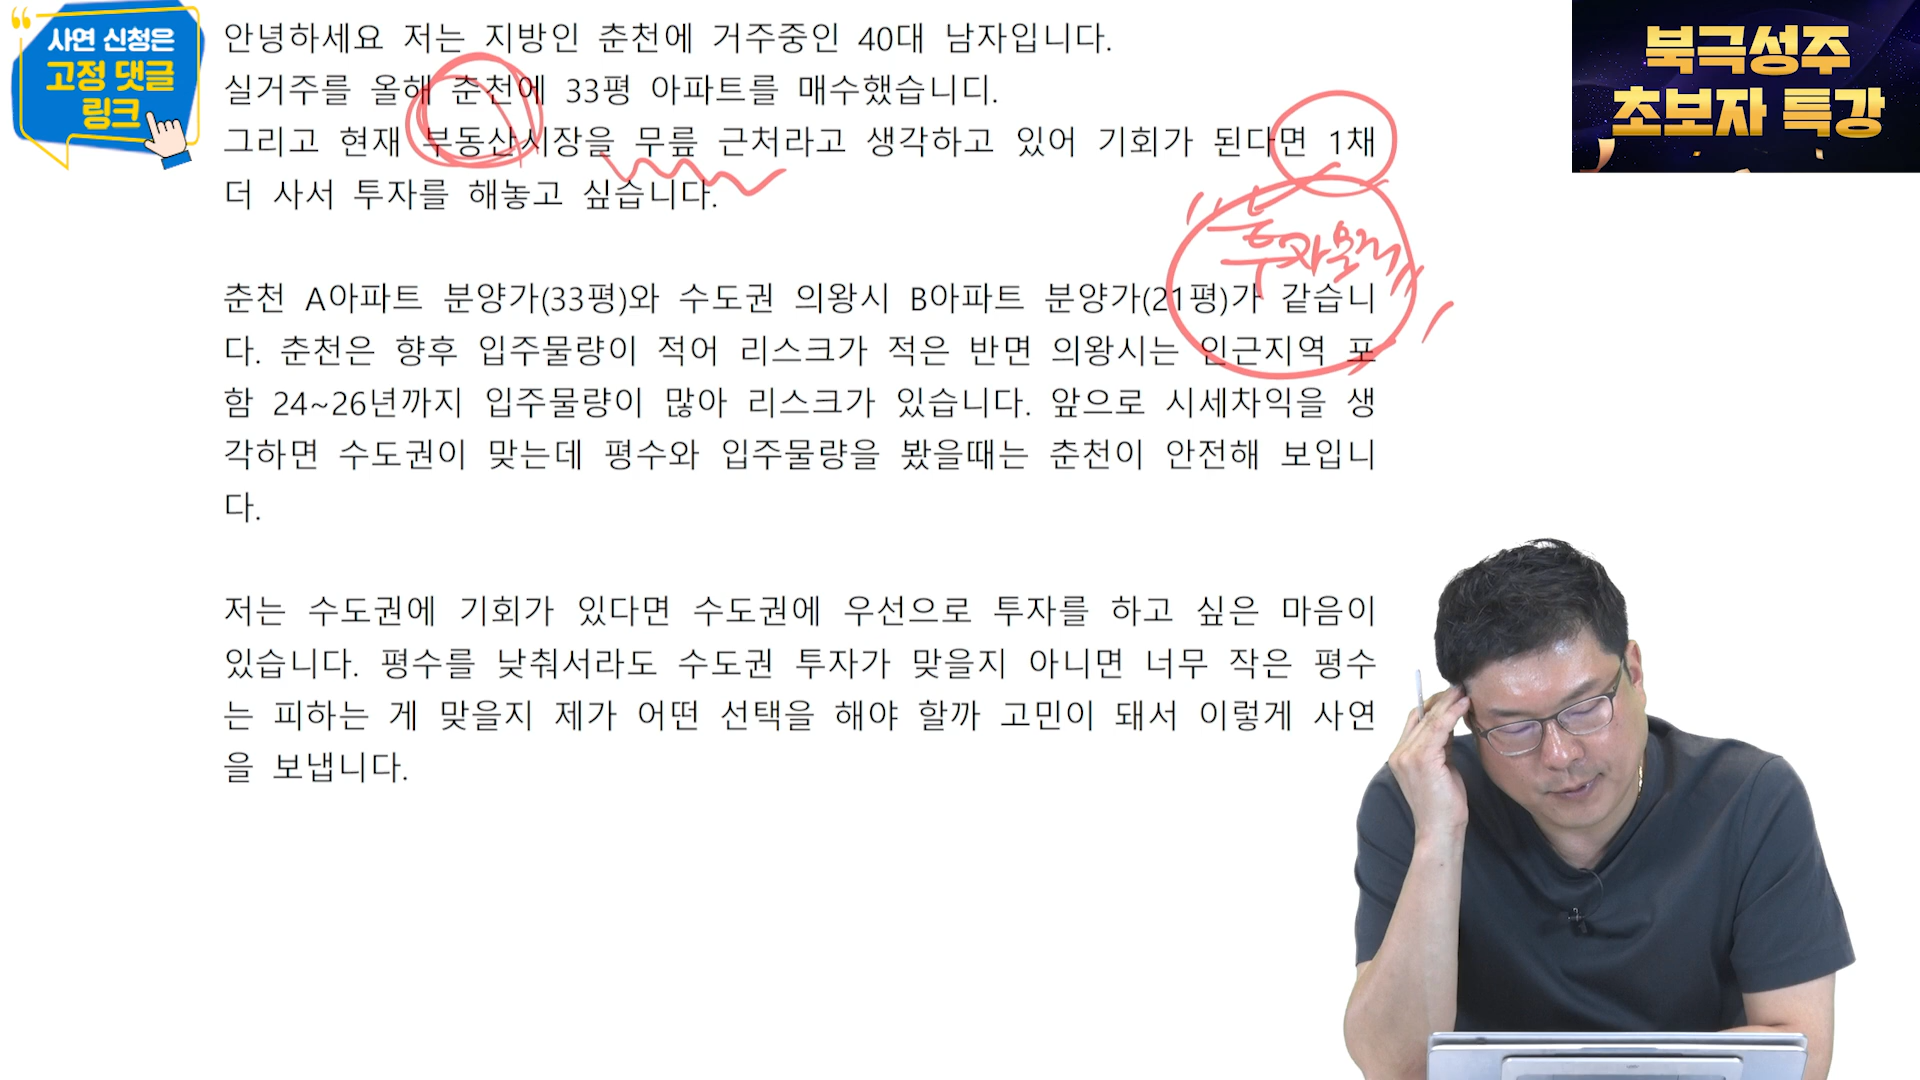 사연 신청은
고정 댓글
링크
북극성주
초보자 특강
안녕하세요 저는 지방인 춘천에 거주중인 40대 남자입니다.
실거주를 올해 춘천에 33평 아파트를 매수했습니디.
그리고 현재 부동산시장을 무릎 근처라고 생각하고 있어 기회가 된다면 1채
더 사서 투자를 해놓고 싶습니다.
춘천 A아파트 분양가(33평)와 수도권 의왕시 B아파트 분양가(21평)가 같습니
다. 춘천은 향후 입주물량이 적어 리스크가 적은 반면 의왕시는 인근지역 포
함 24~26년까지 입주물량이 많아 리스크가 있습니다. 앞으로 시세차익을 생
각하면 수도권이 맞는데 평수와 입주물량을 봤을때는 춘천이 안전해 보입니
다.
저는 수도권에 기회가 있다면 수도권에 우선으로 투자를 하고 싶은 마음이
있습니다. 평수를 낮춰서라도 수도권 투자가 맞을지 아니면 너무 작은 평수
는 피하는 게 맞을지 제가 어떤 선택을 해야 할까 고민이 돼서 이렇게 사연
을 보냅니다.